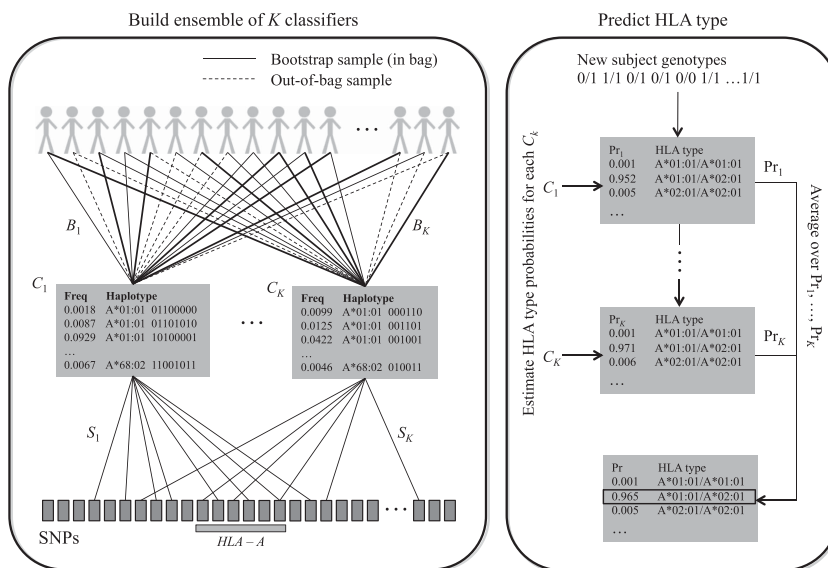 Build ensemble of K classifiers
Bootstrap sample (in bag)
Out-of-bag sample
...
B1
BK
C1
Freq Haplotype
0.0018 A*01:01 01100000
0.0087 A*01:01 01101010
0.0929 A*01:01 10100001
...
0.0067 A*68:02 11001011
...
CK
Freq Haplotype
0.0099 A*01:01 000110
0.0125 A*01:01 001101
0.0422 A*01:01 001001
...
0.0046 A*68:02 010011
S1
SK
...
SNPs
HLA – A
Predict HLA type
New subject genotypes
0/1 1/1 0/1 0/1 0/0 1/1 …1/1
Estimate HLA type probabilities for each Ck
C1
Pr1 HLA type
0.001 A*01:01/A*01:01
0.952 A*01:01/A*02:01
0.005 A*02:01/A*02:01
…
Pr1
CK
PrK HLA type
0.001 A*01:01/A*01:01
0.971 A*01:01/A*02:01
0.006 A*02:01/A*02:01
…
PrK
Average over Pr1, …, PrK
Pr HLA type
0.001 A*01:01/A*01:01
0.965 A*01:01/A*02:01
0.005 A*02:01/A*02:01
…